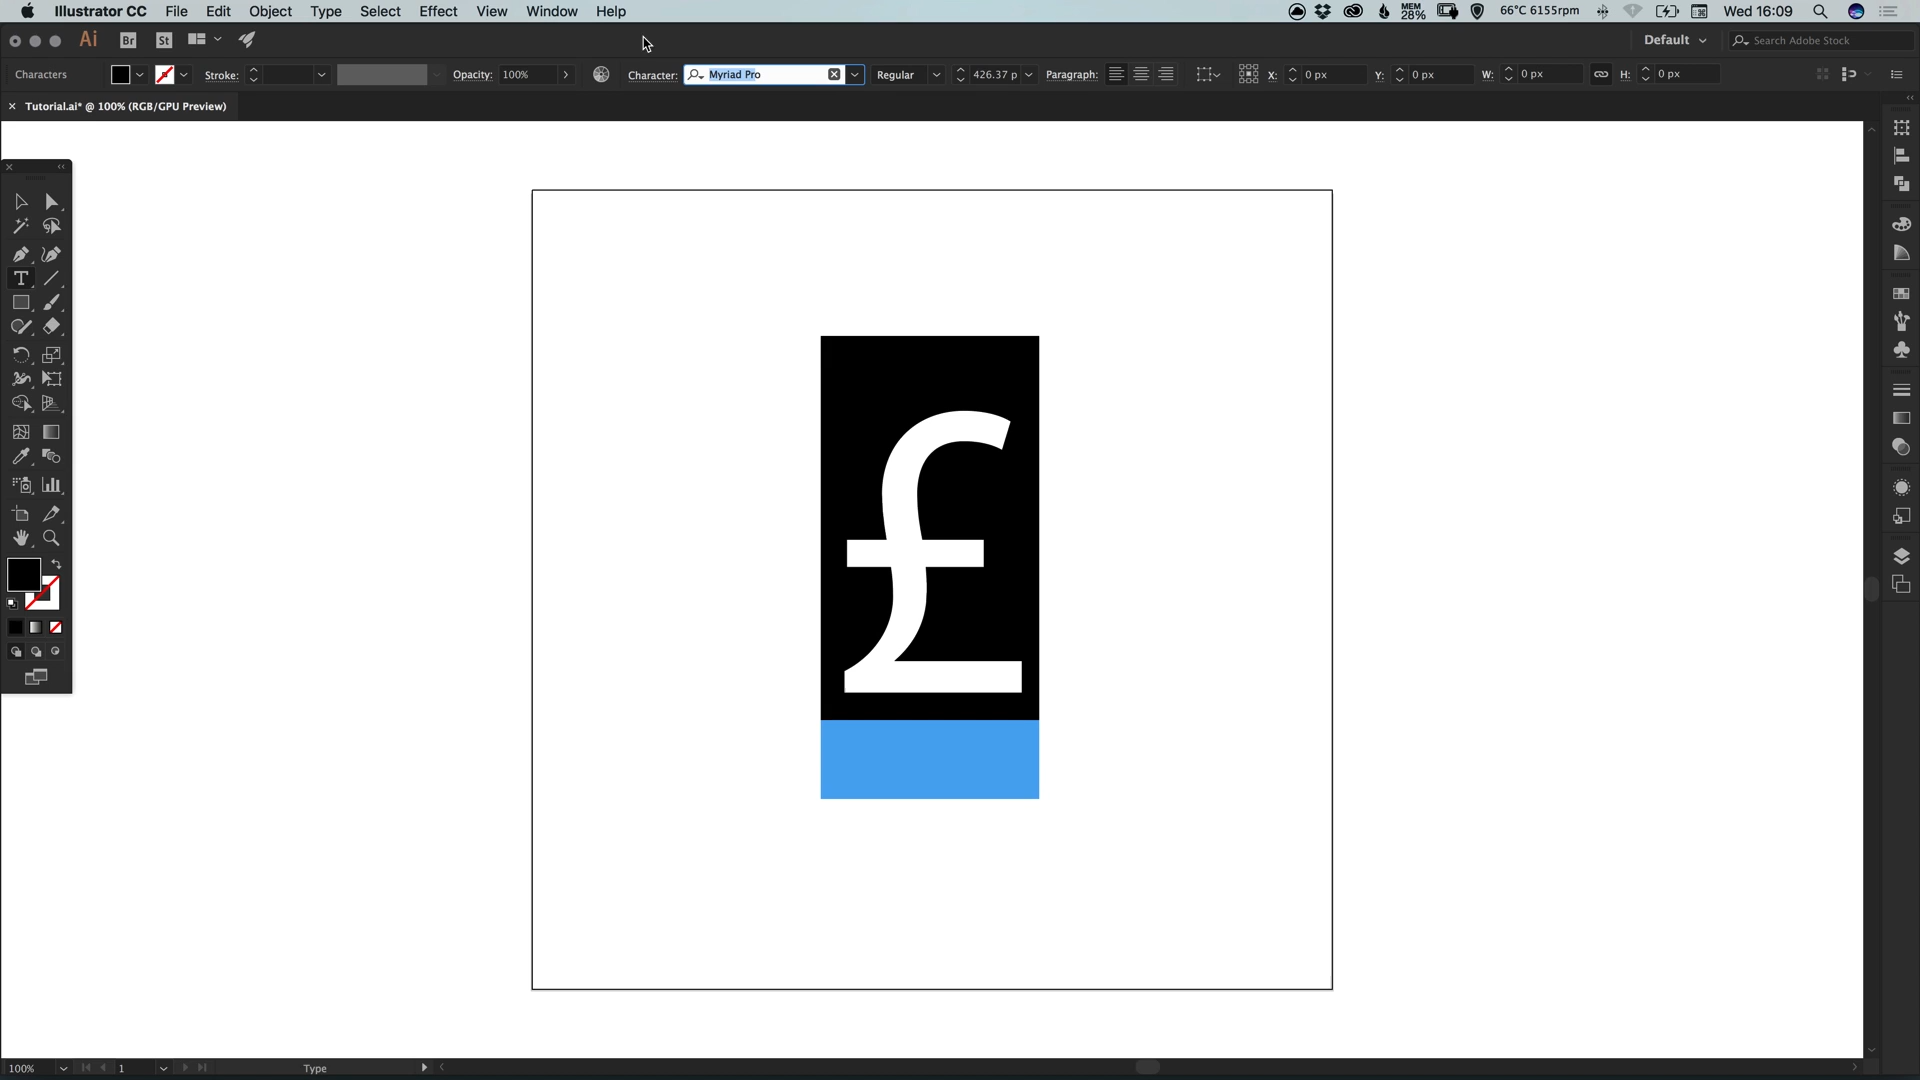 Illustrator CC File Edit Object Type Select Effect View Window Help MEM 28% 66°C 6155rpm Wed 16:09
Ai Br St Default Search Adobe Stock
Characters Stroke: Opacity: 100% Character: Myriad Pro Regular 426.37 p Paragraph: X: 0 px Y: 0 px W: 0 px H: 0 px
Tutorial.ai* @ 100% (RGB/GPU Preview)
T
£
100% 1 Type